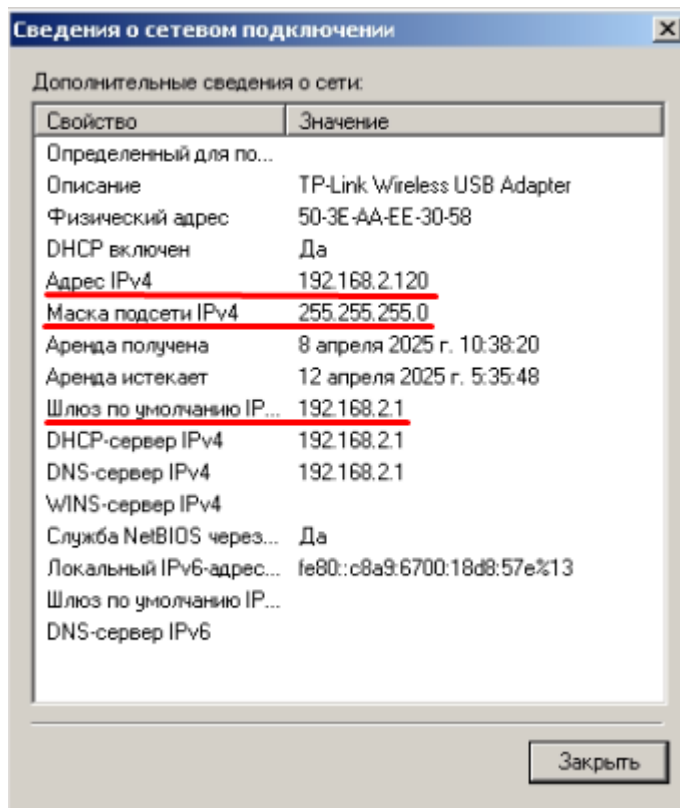 Сведения о сетевом подключении
Дополнительные сведения о сети:
Свойство Значение
Определенный для по...
Описание TP-Link Wireless USB Adapter
Физический адрес 50-3E-AA-EE-30-58
DHCP включен Да
Адрес IPv4 192.168.2.120
Маска подсети IPv4 255.255.255.0
Аренда получена 8 апреля 2025 г. 10:38:20
Аренда истекает 12 апреля 2025 г. 5:35:48
Шлюз по умолчанию IP... 192.168.2.1
DHCP-сервер IPv4 192.168.2.1
DNS-сервер IPv4 192.168.2.1
WINS-сервер IPv4
Служба NetBIOS через... Да
Локальный IPv6-адрес... fe80::c8a9:6700:18d8:57e%13
Шлюз по умолчанию IP...
DNS-сервер IPv6
Закрыть